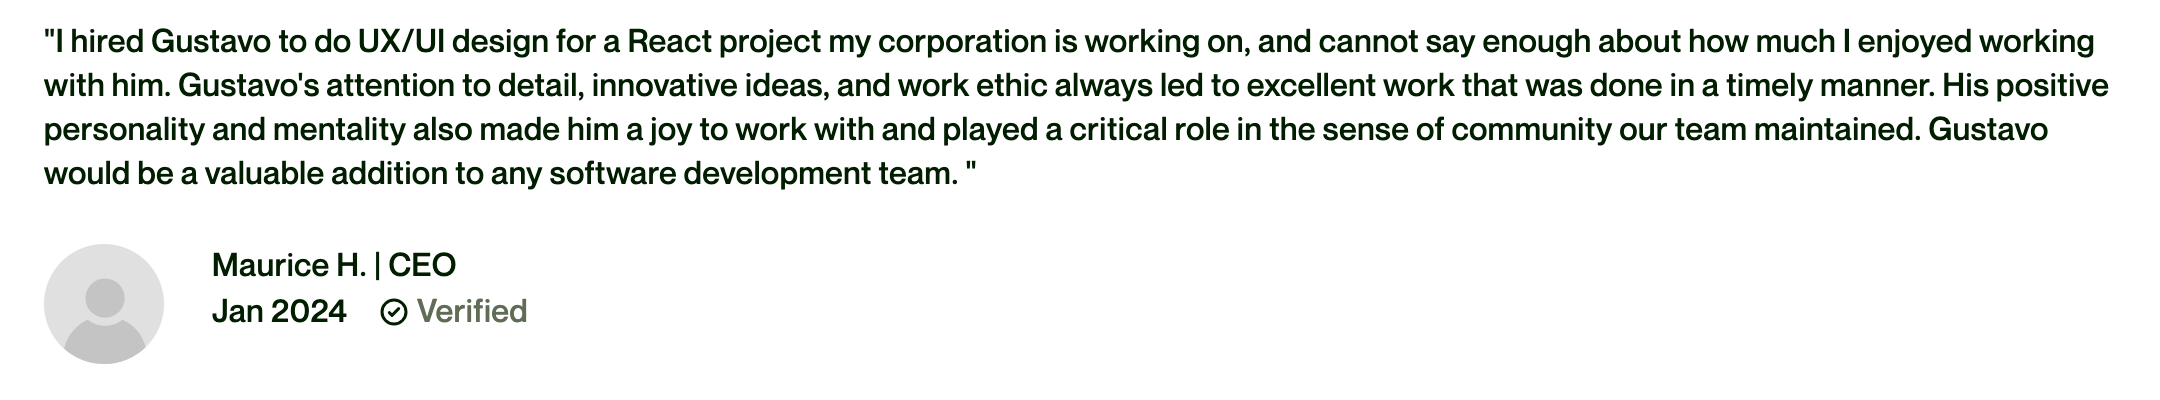 "I hired Gustavo to do UX/UI design for a React project my corporation is working on, and cannot say enough about how much I enjoyed working
with him. Gustavo's attention to detail, innovative ideas, and work ethic always led to excellent work that was done in a timely manner. His positive
personality and mentality also made him a joy to work with and played a critical role in the sense of community our team maintained. Gustavo
would be a valuable addition to any software development team. "
Maurice H. | CEO
Jan 2024 Verified